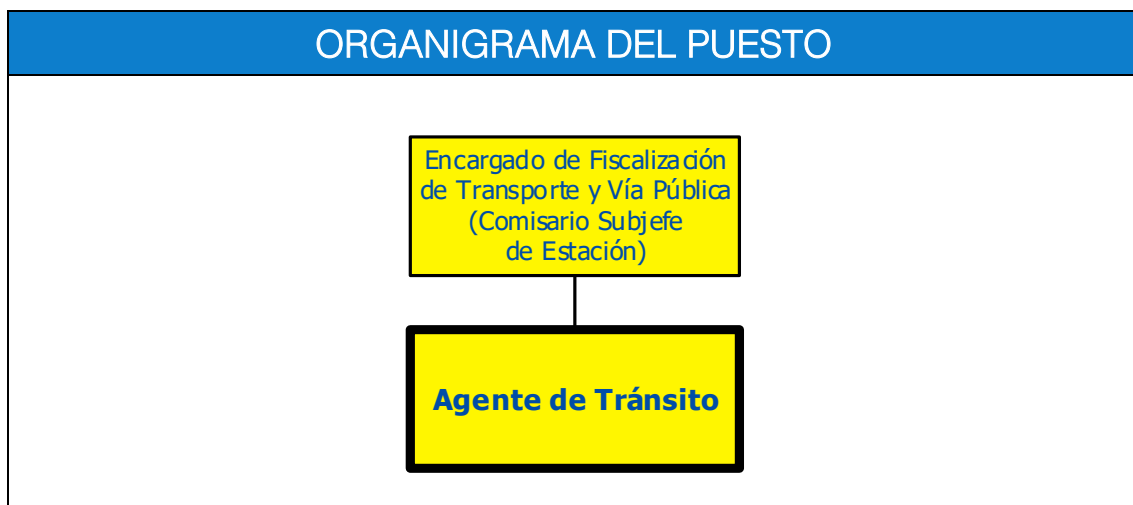 ORGANIGRAMA DEL PUESTO
Encargado de Fiscalización
de Transporte y Vía Pública
(Comisario Subjefe
de Estación)
Agente de Tránsito